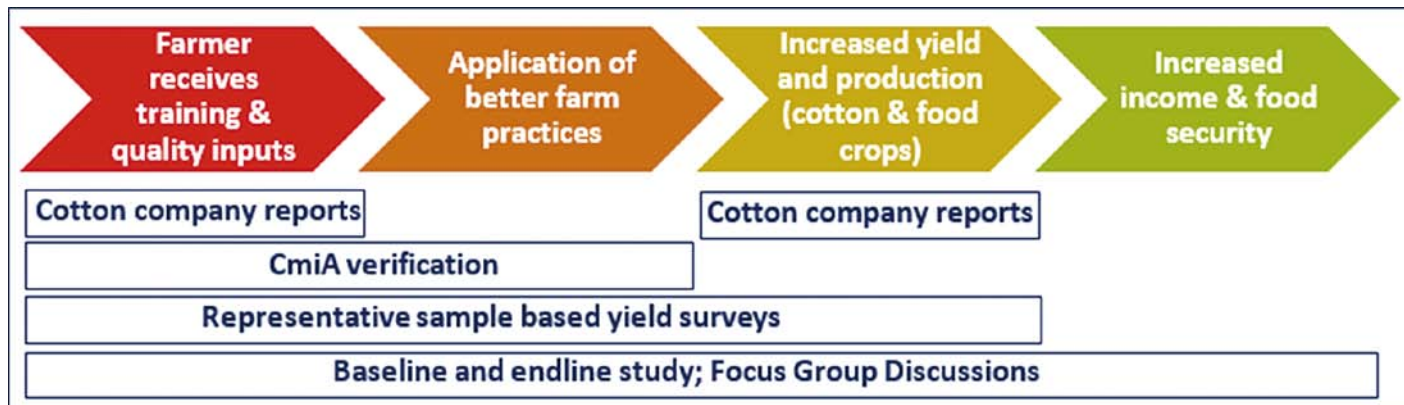 Farmer
receives
training &
quality inputs
Application of
better farm
practices
Increased yield
and production
(cotton & food
crops)
Increased
income & food
security
Cotton company reports
Cotton company reports
CmiA verification
Representative sample based yield surveys
Baseline and endline study; Focus Group Discussions